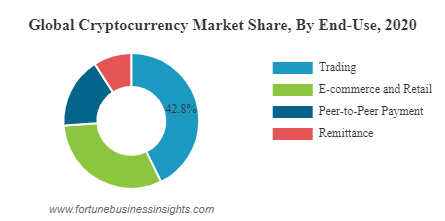 Global Cryptocurrency Market Share, By End-Use, 2020
42.8%
Trading
E-commerce and Retail
Peer-to-Peer Payment
Remittance
www.fortunebusinessinsights.com